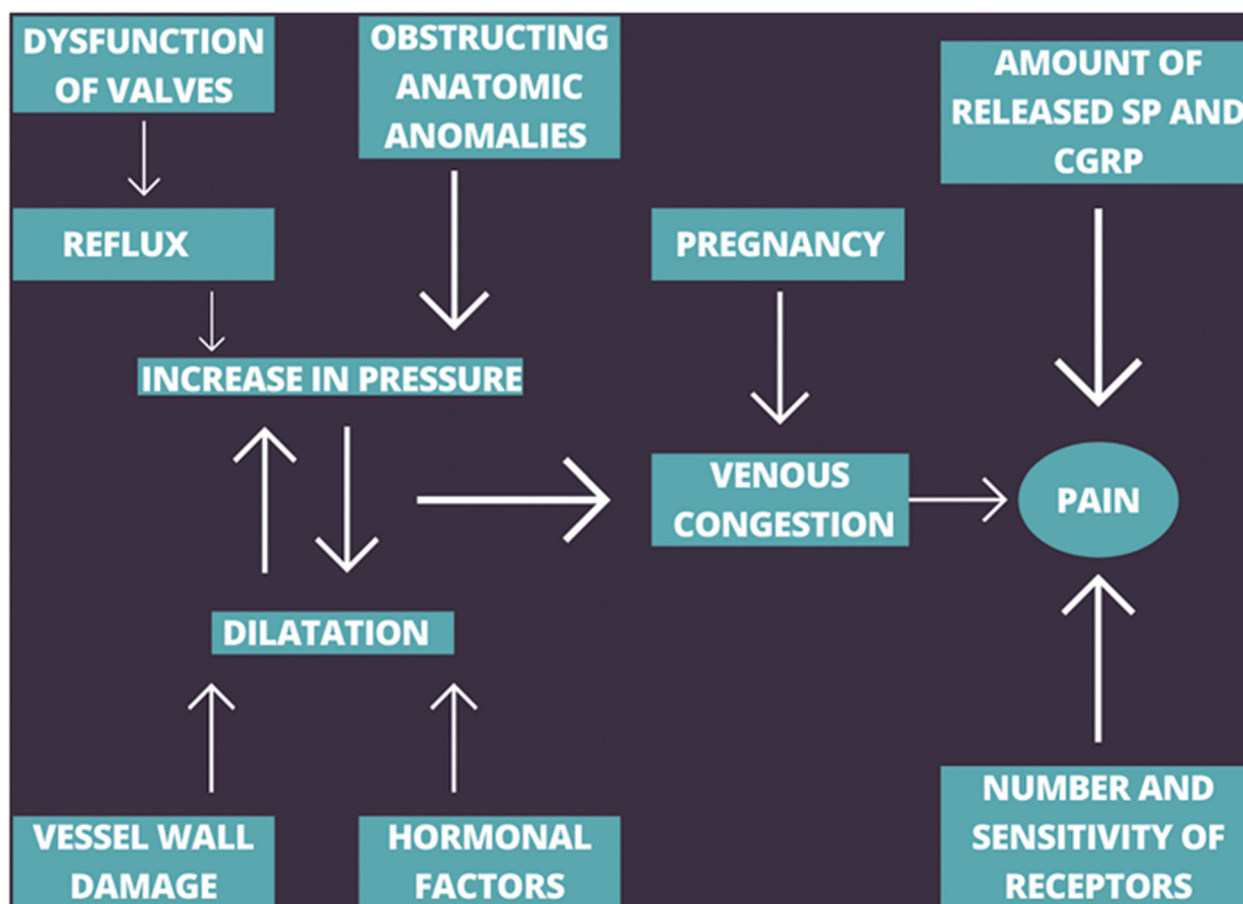 DYSFUNCTION
OF VALVES
OBSTRUCTING
ANATOMIC
ANOMALIES
AMOUNT OF
RELEASED SP AND
CGRP
REFLUX
PREGNANCY
INCREASE IN PRESSURE
VENOUS
CONGESTION
PAIN
DILATATION
VESSEL WALL
DAMAGE
HORMONAL
FACTORS
NUMBER AND
SENSITIVITY OF
RECEPTORS